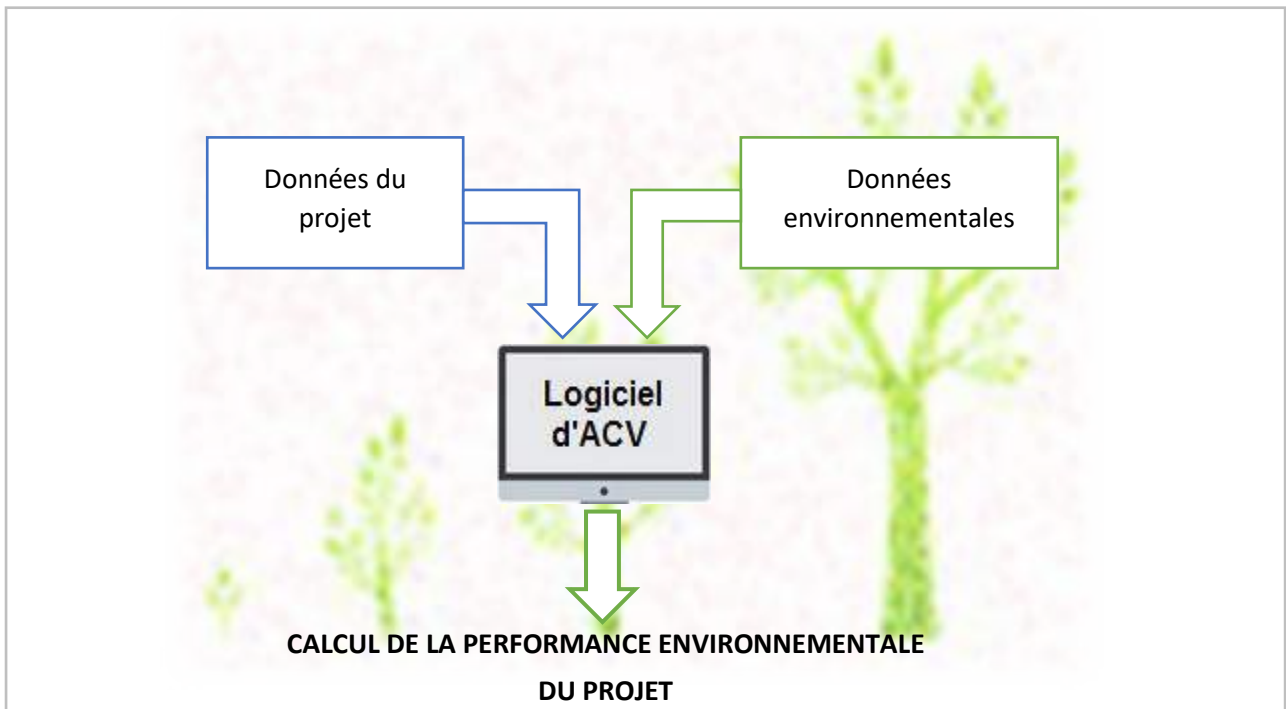 Données du
projet
Données
environnementales
Logiciel
d'ACV
CALCUL DE LA PERFORMANCE ENVIRONNEMENTALE
DU PROJET